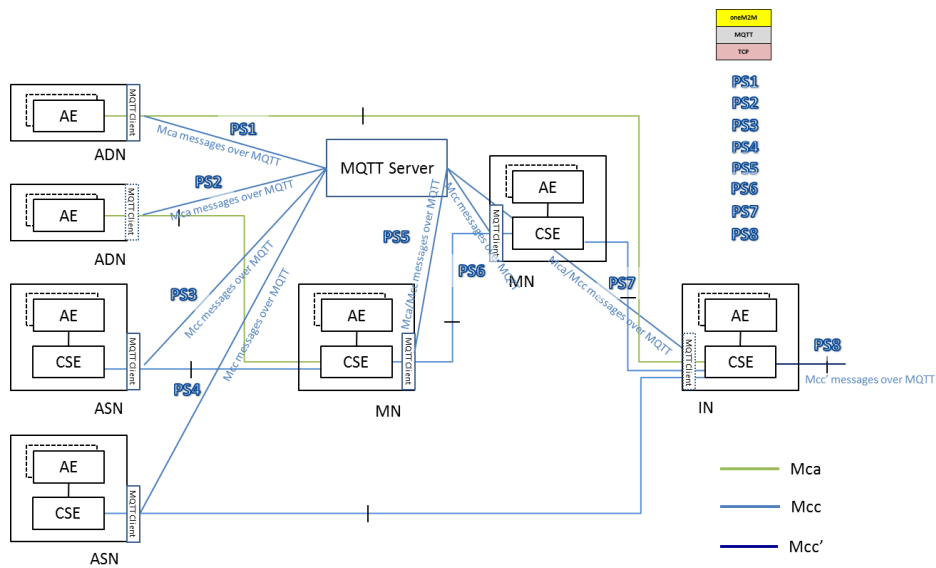 oneM2M
MQTT
TCP
PS1
PS2
PS3
PS4
PS5
PS6
PS7
PS8
AE
MQTT Client
ADN
PS1
Mca messages over MQTT
MQTT Server
AE
MQTT Client
ADN
PS2
Mca messages over MQTT
AE
CSE
MQTT Client
MN
Mcc messages over MQTT
PS5
Mca/Mcc messages over MQTT
PS6
PS3
Mcc messages over MQTT
AE
CSE
MQTT Client
ASN
PS4
Mcc messages over MQTT
AE
CSE
MQTT Client
MN
PS7
Mca/Mcc messages over MQTT
AE
CSE
MQTT Client
IN
PS8
Mcc' messages over MQTT
AE
CSE
MQTT Client
ASN
Mca
Mcc
Mcc'